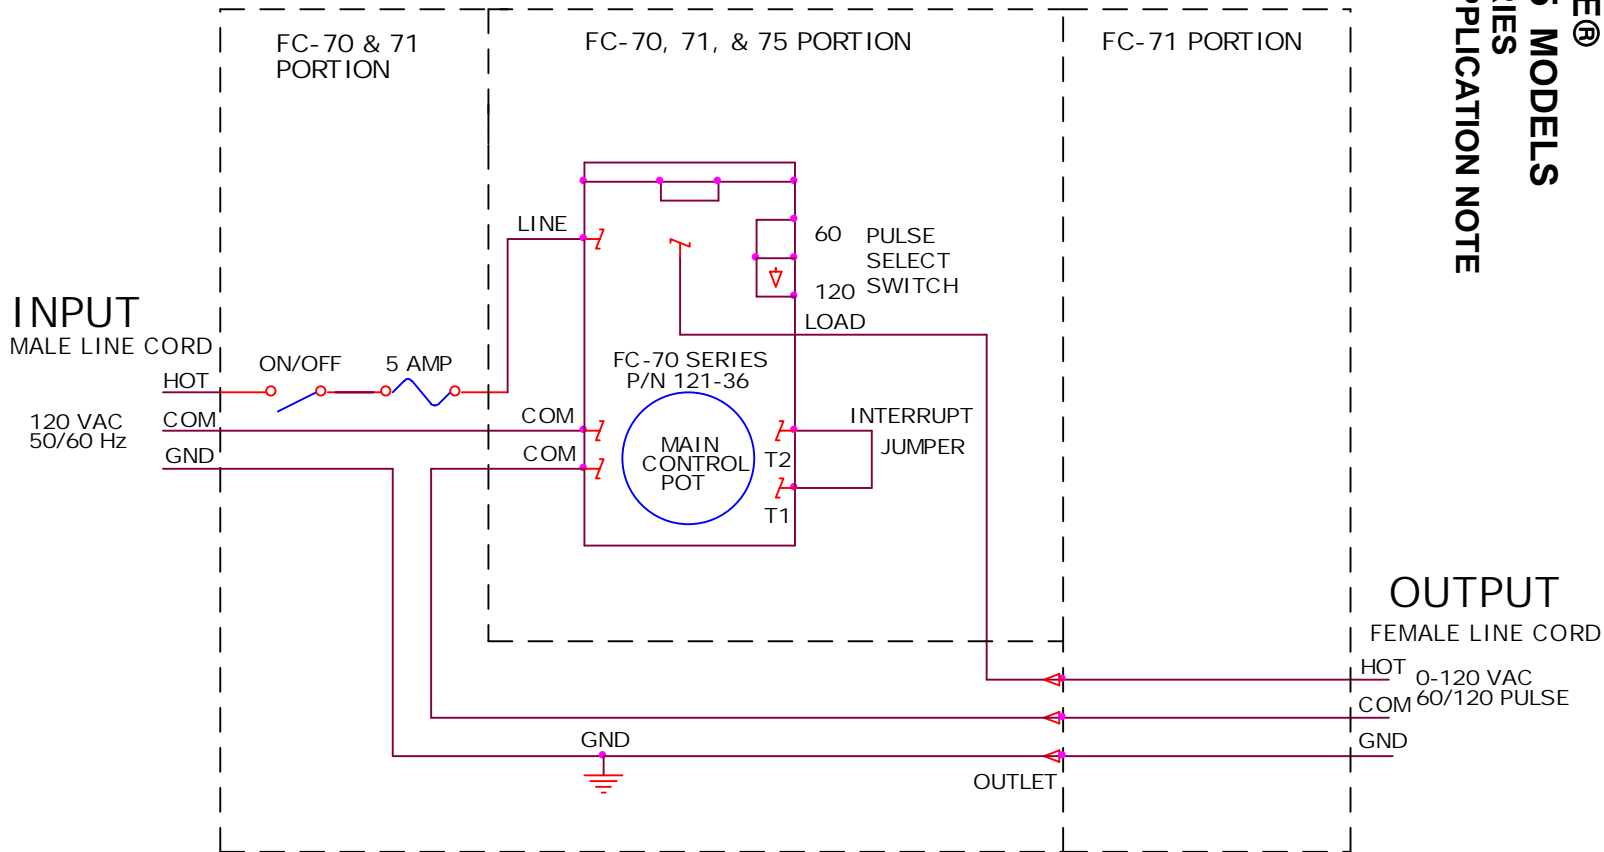 FC-70 & 71
PORTION
FC-70, 71, & 75 PORTION
FC-71 PORTION
MODELS
PPLICATION NOTE
LINE
60
PULSE
SELECT
SWITCH
120
LOAD
INPUT
MALE LINE CORD
HOT
ON/OFF
5 AMP
120 VAC
50/60 Hz
COM
GND
COM
COM
FC-70 SERIES
P/N 121-36
MAIN
CONTROL
POT
T2
T1
INTERRUPT
JUMPER
OUTPUT
FEMALE LINE CORD
HOT
0-120 VAC
60/120 PULSE
COM
GND
GND
OUTLET